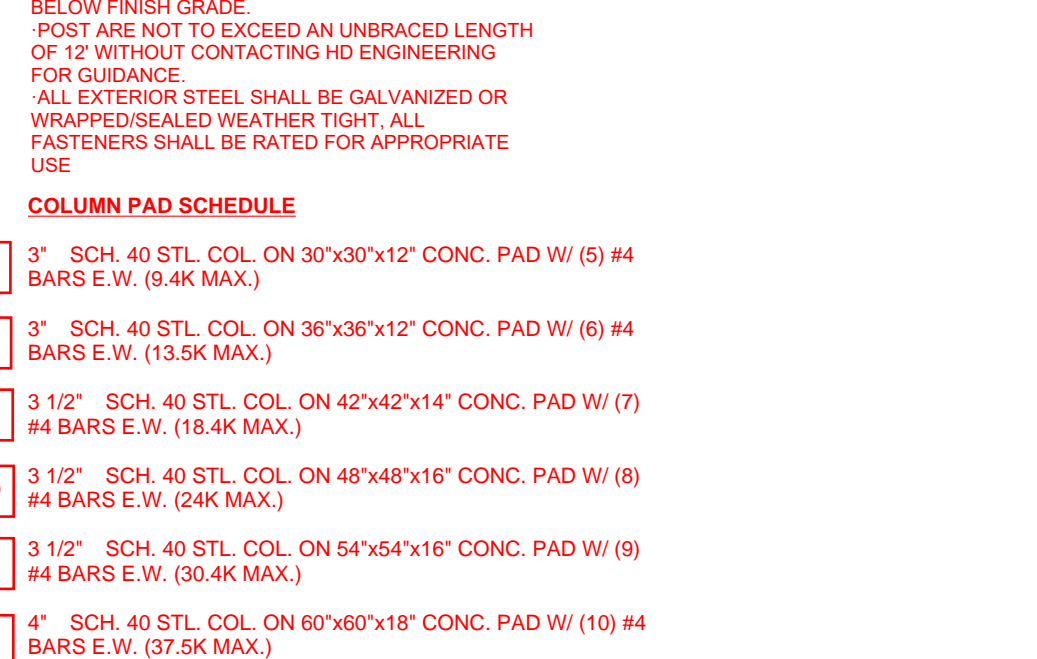 BELOW FINISH GRADE.
·POST ARE NOT TO EXCEED AN UNBRACED LENGTH
OF 12' WITHOUT CONTACTING HD ENGINEERING
FOR GUIDANCE.
·ALL EXTERIOR STEEL SHALL BE GALVANIZED OR
WRAPPED/SEALED WEATHER TIGHT, ALL
FASTENERS SHALL BE RATED FOR APPROPRIATE
USE
COLUMN PAD SCHEDULE
3" SCH. 40 STL. COL. ON 30"x30"x12" CONC. PAD W/ (5) #4
BARS E.W. (9.4K MAX.)
3" SCH. 40 STL. COL. ON 36"x36"x12" CONC. PAD W/ (6) #4
BARS E.W. (13.5K MAX.)
3 1/2" SCH. 40 STL. COL. ON 42"x42"x14" CONC. PAD W/ (7)
#4 BARS E.W. (18.4K MAX.)
3 1/2" SCH. 40 STL. COL. ON 48"x48"x16" CONC. PAD W/ (8)
#4 BARS E.W. (24K MAX.)
3 1/2" SCH. 40 STL. COL. ON 54"x54"x16" CONC. PAD W/ (9)
#4 BARS E.W. (30.4K MAX.)
4" SCH. 40 STL. COL. ON 60"x60"x18" CONC. PAD W/ (10) #4
BARS E.W. (37.5K MAX.)